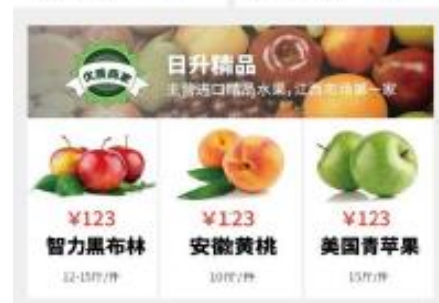 优质商家
日升精品
主营进口精品水果，江西市场第一家
¥123
智力黑布林
12-15斤/件
¥123
安徽黄桃
10斤/件
¥123
美国青苹果
15斤/件